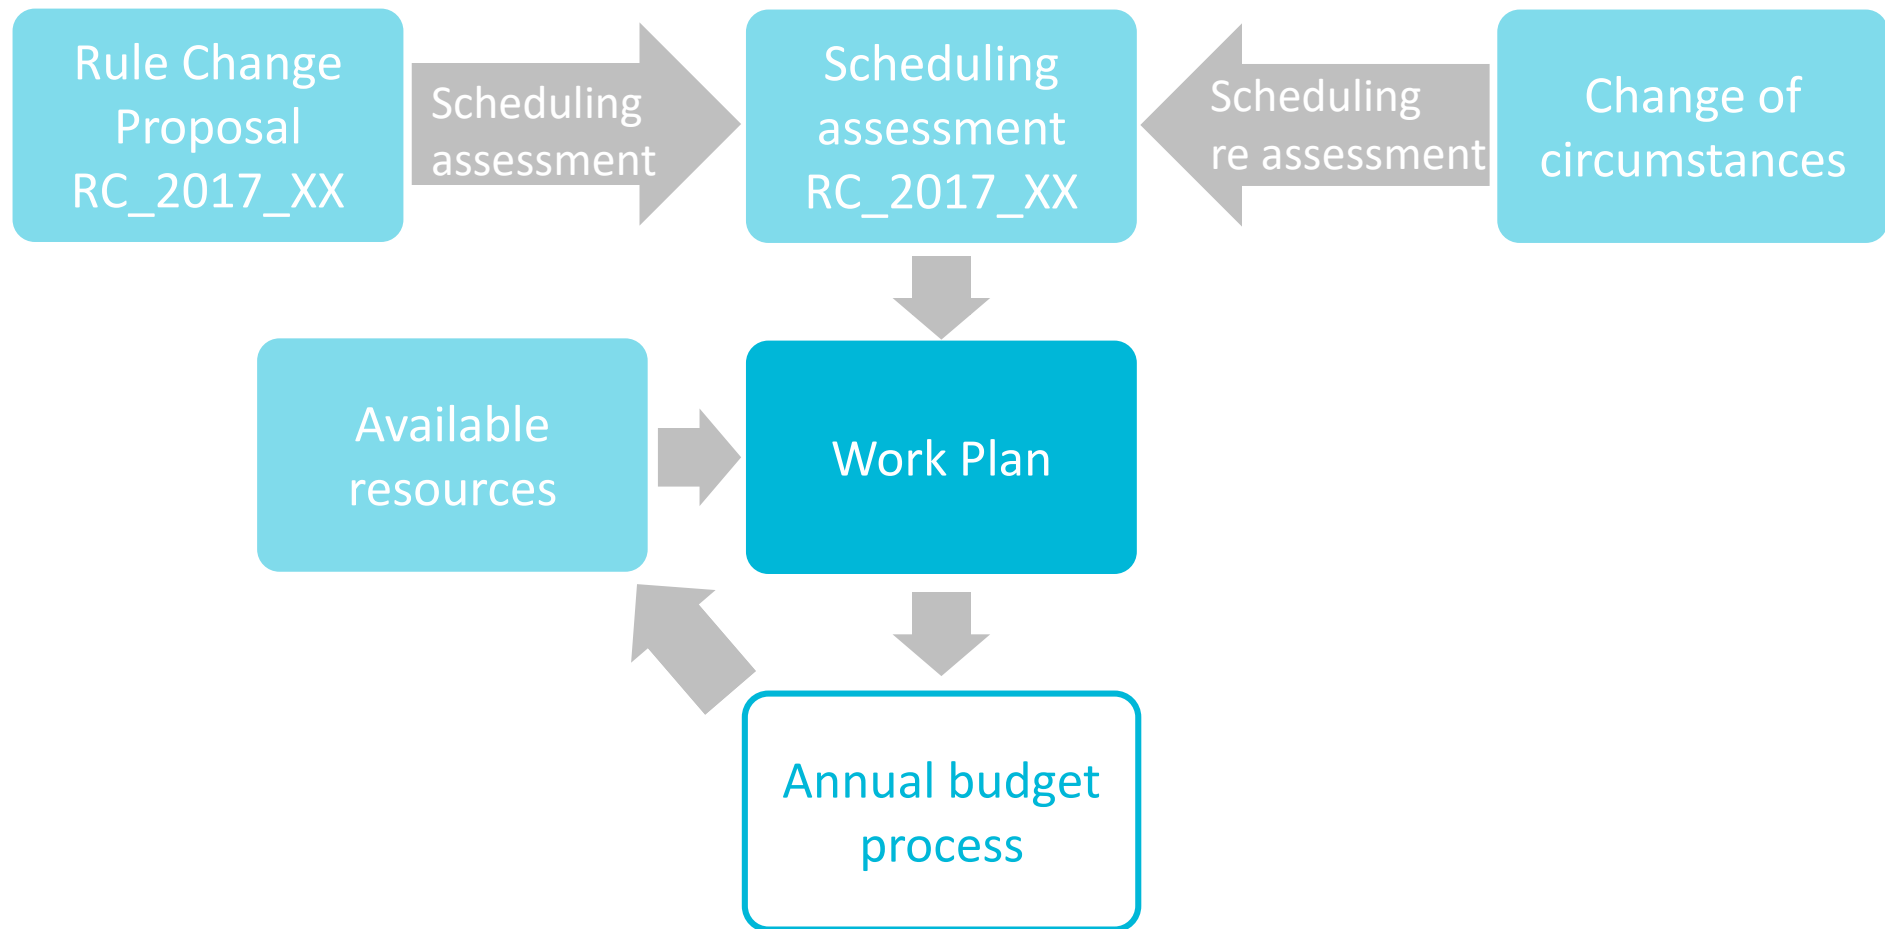 Rule Change
Proposal
RC_2017_XX
Scheduling
assessment
Scheduling
assessment
RC_2017_XX
Scheduling
re assessment
Change of
circumstances
Available
resources
Work Plan
Annual budget
process